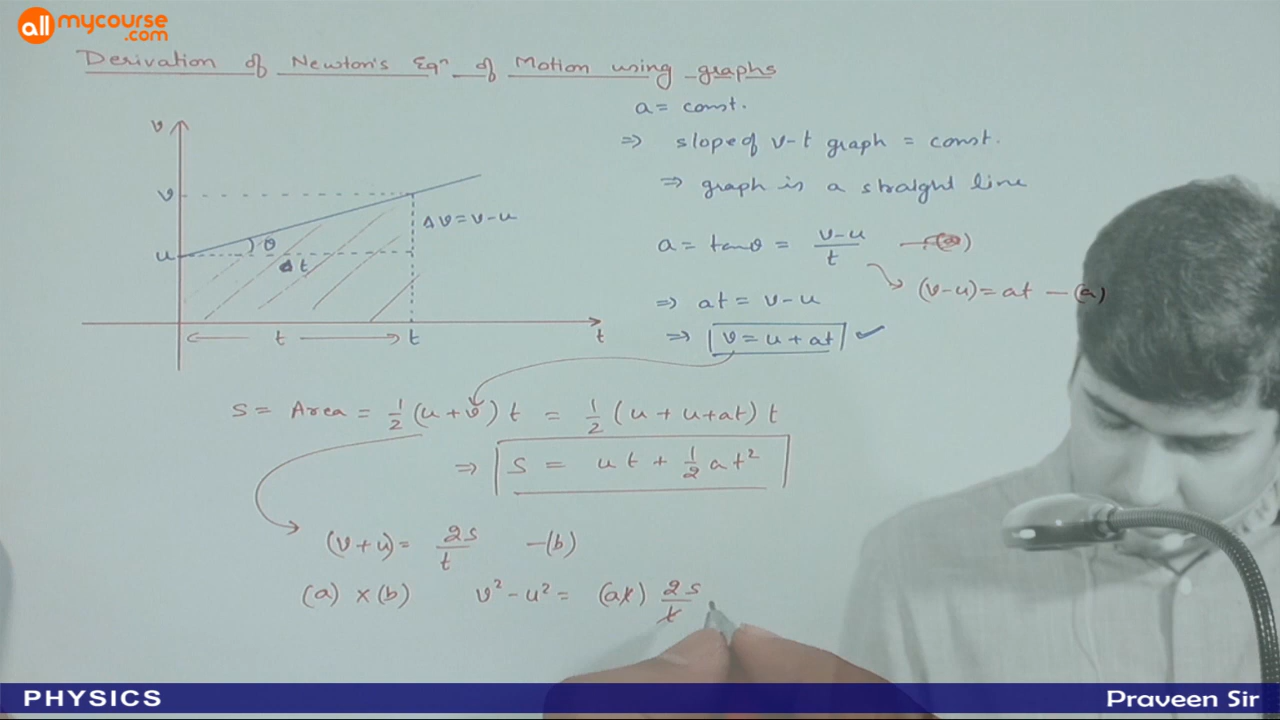 all mycourse.com
Derivation of Newton's Eqⁿ of Motion using graphs
a = const.
⇒ slope of v-t graph = const.
⇒ graph is a straight line
v
v
u
θ
Δt
Δv = v-u
t
t
t
a = tanθ = (v-u)/t
(v-u) = at —(a)
⇒ at = v-u
⇒ v = u + at ✓
S = Area = 1/2 (u + v) t = 1/2 (u + u + at) t
⇒ S = ut + 1/2 at²
(v+u) = 2s/t —(b)
(a) × (b) v² - u² = (at) 2s/t
PHYSICS
Praveen Sir